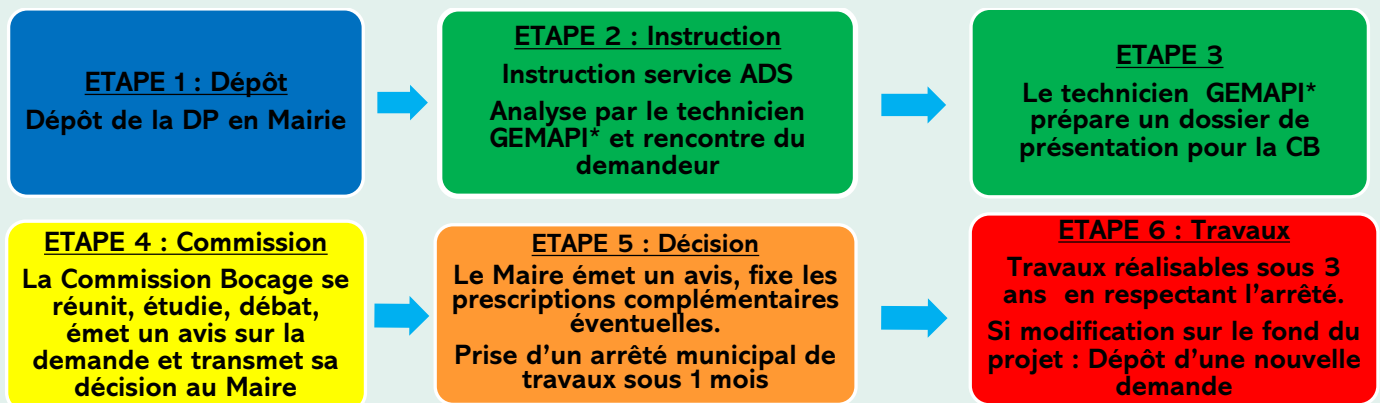 ETAPE 1 : Dépôt
Dépôt de la DP en Mairie
ETAPE 2 : Instruction
Instruction service ADS
Analyse par le technicien
GEMAPI* et rencontre du
demandeur
ETAPE 3
Le technicien GEMAPI*
prépare un dossier de
présentation pour la CB
ETAPE 4 : Commission
La Commission Bocage se
réunit, étudie, débat,
émet un avis sur la
demande et transmet sa
décision au Maire
ETAPE 5 : Décision
Le Maire émet un avis, fixe les
prescriptions complémentaires
éventuelles.
Prise d'un arrêté municipal de
travaux sous 1 mois
ETAPE 6 : Travaux
Travaux réalisables sous 3
ans en respectant l'arrêté.
Si modification sur le fond du
projet : Dépôt d'une nouvelle
demande